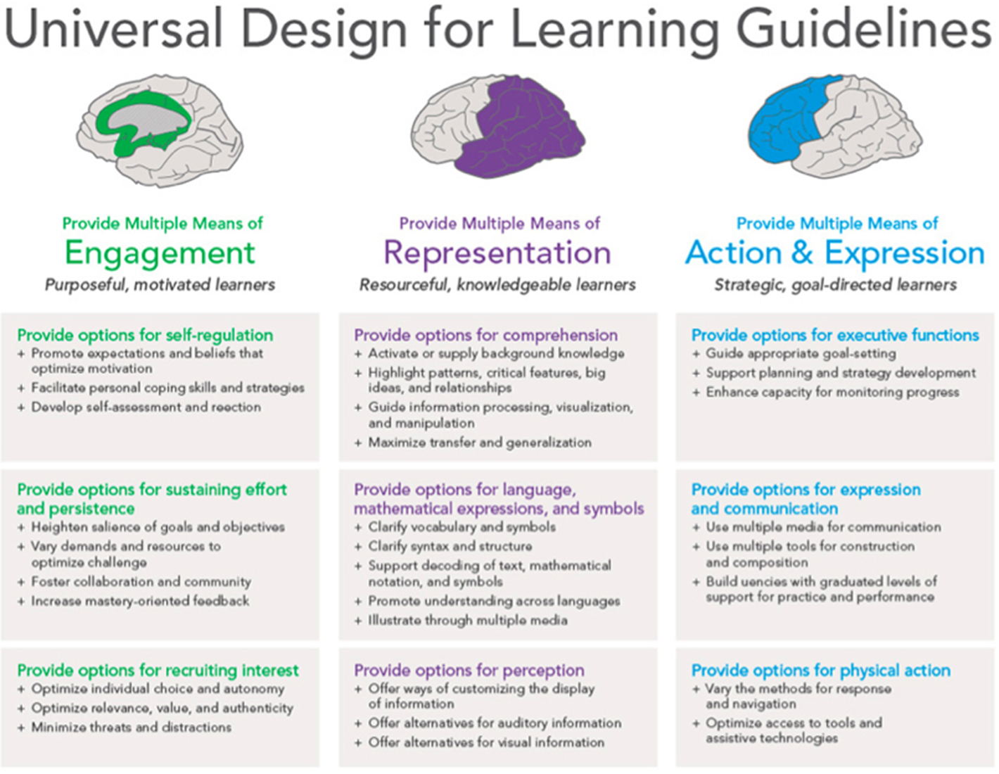 Universal Design for Learning Guidelines
Provide Multiple Means of
Engagement
Purposeful, motivated learners
Provide options for self-regulation
+ Promote expectations and beliefs that
optimize motivation
+ Facilitate personal coping skills and strategies
+ Develop self-assessment and reection
Provide options for sustaining effort
and persistence
+ Heighten salience of goals and objectives
+ Vary demands and resources to
optimize challenge
+ Foster collaboration and community
+ Increase mastery-oriented feedback
Provide options for recruiting interest
+ Optimize individual choice and autonomy
+ Optimize relevance, value, and authenticity
+ Minimize threats and distractions
Provide Multiple Means of
Representation
Resourceful, knowledgeable learners
Provide options for comprehension
+ Activate or supply background knowledge
+ Highlight patterns, critical features, big
ideas, and relationships
+ Guide information processing, visualization,
and manipulation
+ Maximize transfer and generalization
Provide options for language,
mathematical expressions, and symbols
+ Clarify vocabulary and symbols
+ Clarify syntax and structure
+ Support decoding of text, mathematical
notation, and symbols
+ Promote understanding across languages
+ Illustrate through multiple media
Provide options for perception
+ Offer ways of customizing the display
of information
+ Offer alternatives for auditory information
+ Offer alternatives for visual information
Provide Multiple Means of
Action & Expression
Strategic, goal-directed learners
Provide options for executive functions
+ Guide appropriate goal-setting
+ Support planning and strategy development
+ Enhance capacity for monitoring progress
Provide options for expression
and communication
+ Use multiple media for communication
+ Use multiple tools for construction
and composition
+ Build uencies with graduated levels of
support for practice and performance
Provide options for physical action
+ Vary the methods for response
and navigation
+ Optimize access to tools and
assistive technologies